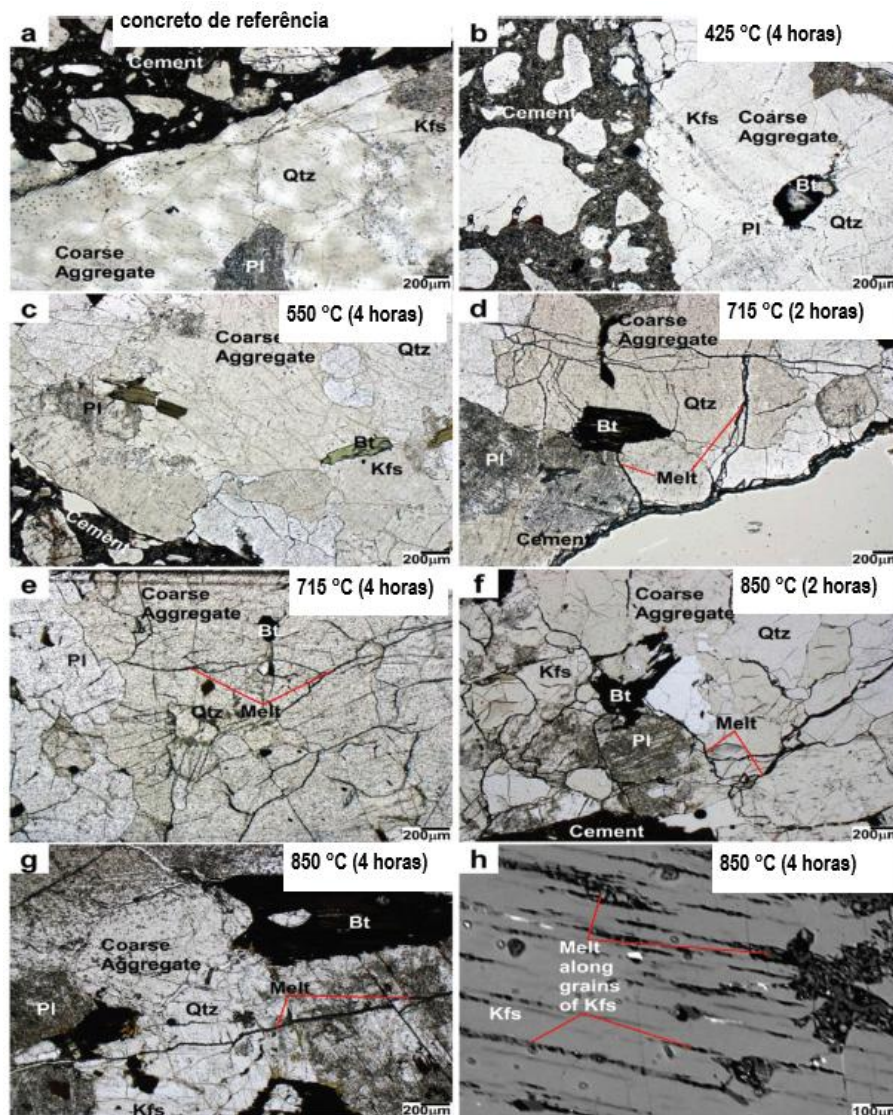 a
concreto de referência
Cement
Kfs
Qtz
Coarse
Aggregate
Pl
200µm
b
425 °C (4 horas)
Cement
Kfs
Coarse
Aggregate
Bt
Pl
Qtz
200µm
c
550 °C (4 horas)
Coarse
Aggregate
Qtz
Pl
Bt
Kfs
Cement
200µm
d
715 °C (2 horas)
Coarse
Aggregate
Qtz
Bt
Pl
Melt
Cement
200µm
e
715 °C (4 horas)
Coarse
Aggregate
Bt
Pl
Qtz
Melt
200µm
f
850 °C (2 horas)
Coarse
Aggregate
Qtz
Kfs
Bt
Melt
Pl
Cement
200µm
g
850 °C (4 horas)
Bt
Coarse
Aggregate
Melt
Pl
Qtz
Kfs
200µm
h
850 °C (4 horas)
Melt
along
grains
of Kfs
Kfs
100µm